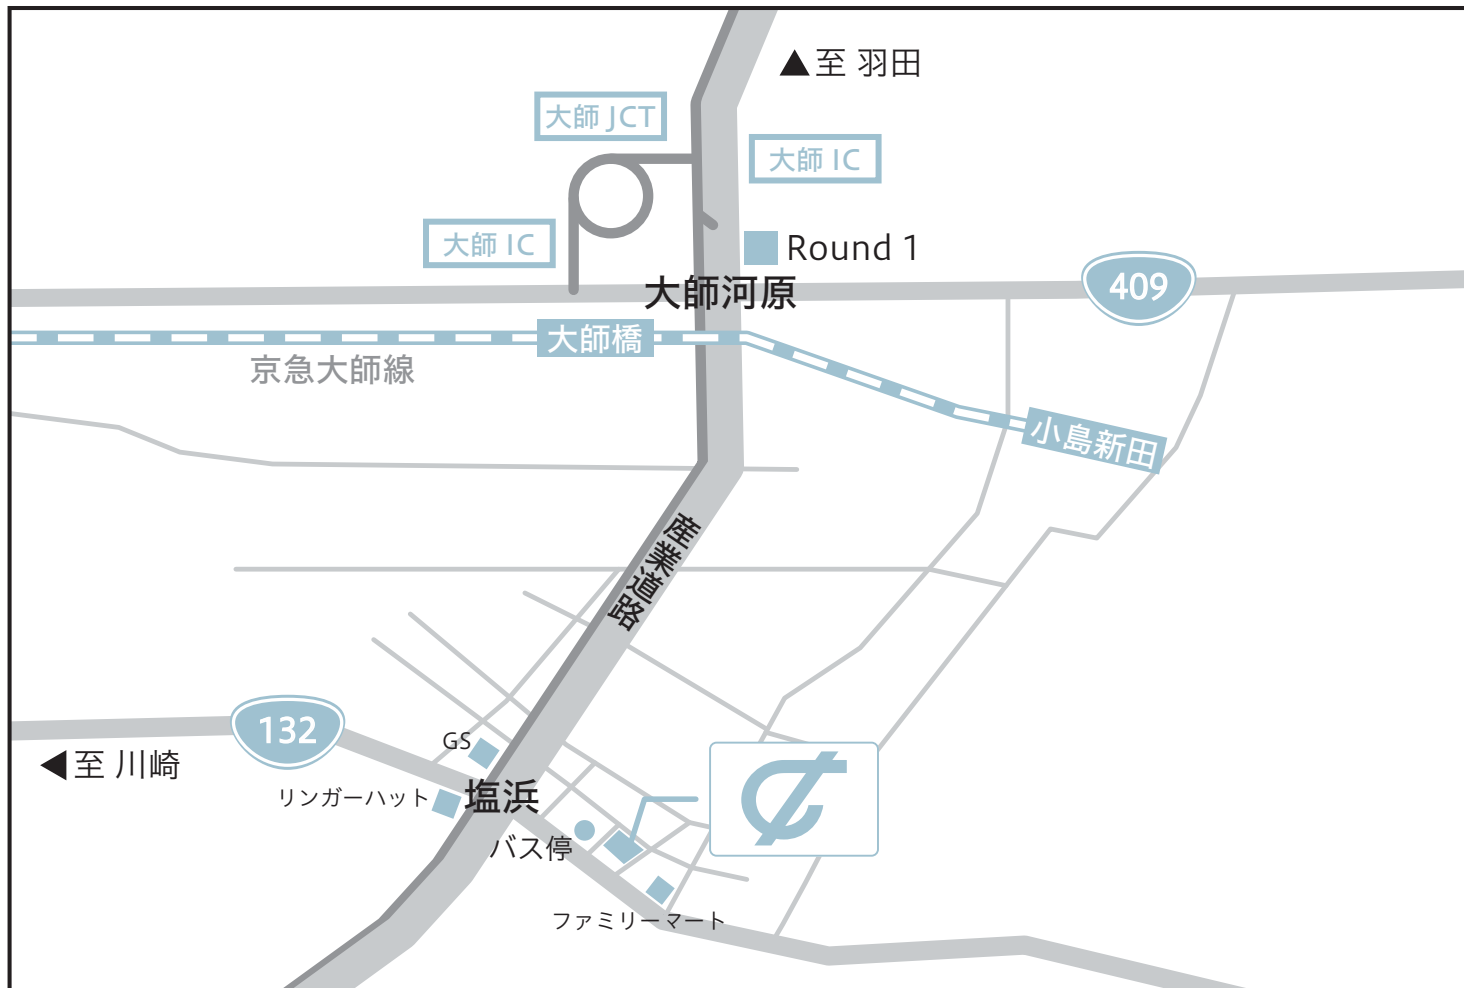 ▲至 羽田
大師 JCT
大師 IC
大師 IC
Round 1
大師河原
409
大師橋
京急大師線
小島新田
産業道路
132
GS
◀至 川崎
リンガーハット
塩浜
バス停
ファミリーマート